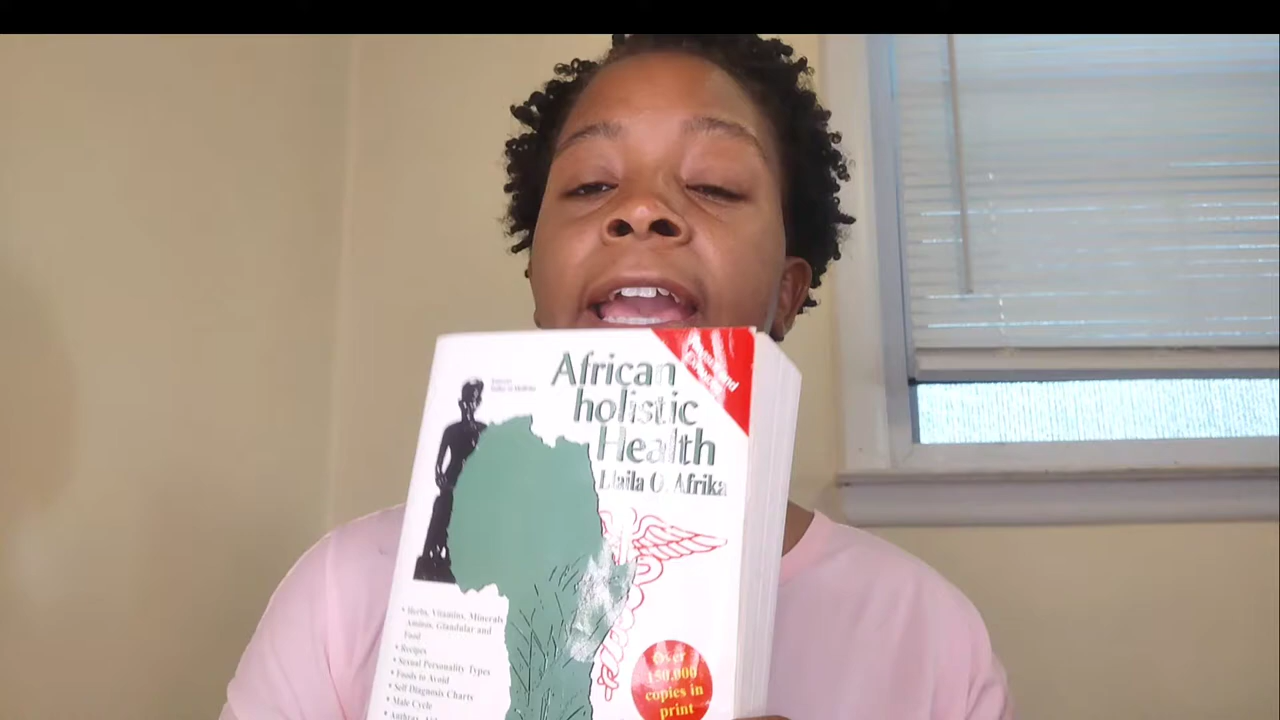 African
holistic
Health
Llaila O. Afrika
• Herbs, Vitamins, Minerals
Aminos, Glandular and
Food
• Recipes
• Sexual Personality Types
• Foods to Avoid
• Self Diagnosis Charts
• Male Cycle
Over
150,000
copies in
print